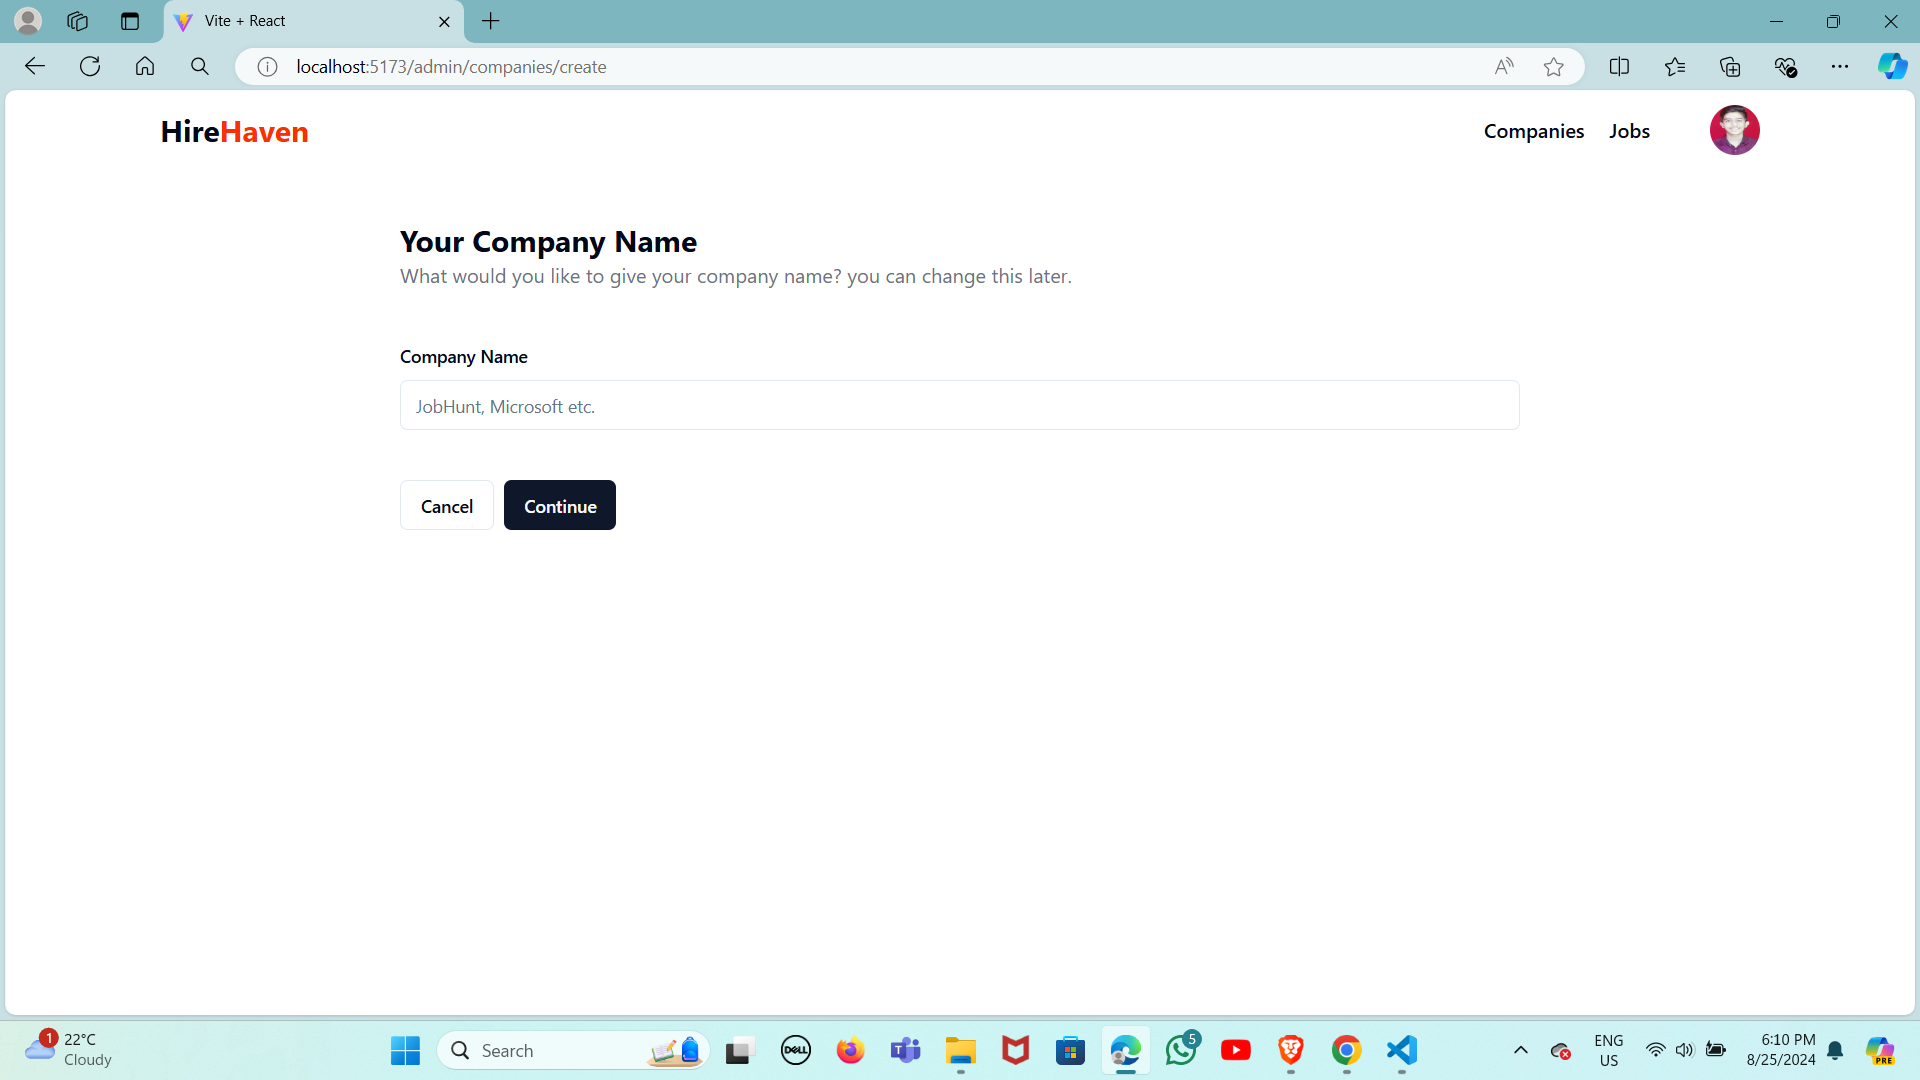 Vite + React
localhost:5173/admin/companies/create
HireHaven
Companies
Jobs
Your Company Name
What would you like to give your company name? you can change this later.
Company Name
JobHunt, Microsoft etc.
Cancel
Continue
1
22°C
Cloudy
Search
DELL
5
ENG
US
6:10 PM
8/25/2024
PRE